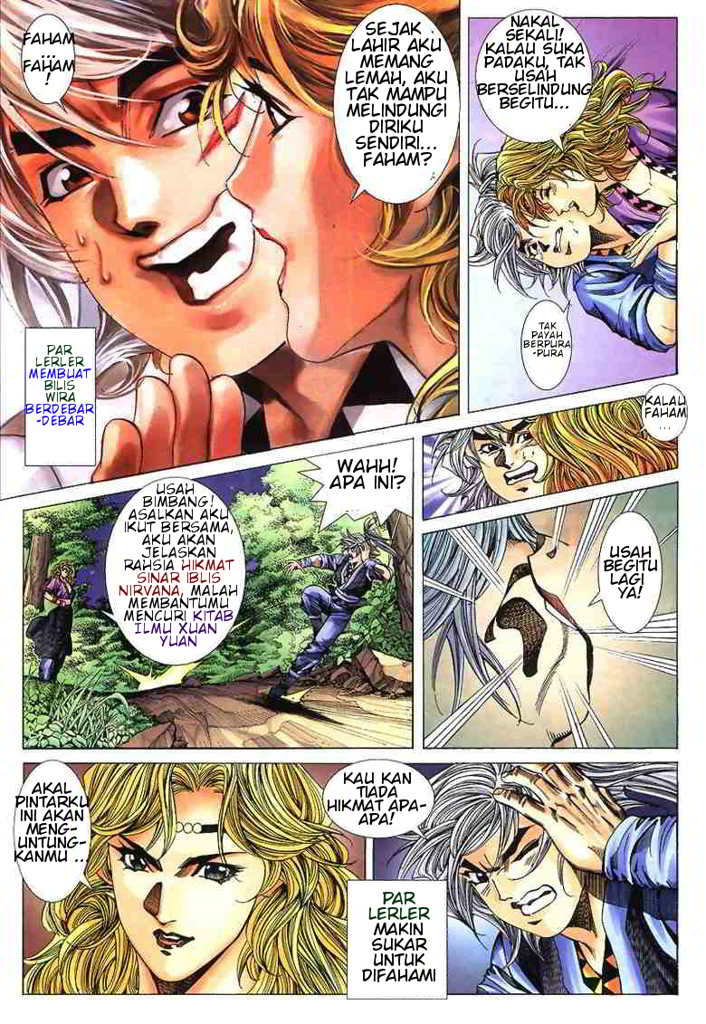 FAHAM
...
FAHAM
!
SEJAK
LAHIR AKU
MEMANG
LEMAH, AKU
TAK MAMPU
MELINDUNGI
DIRIKU
SENDIRI ...
FAHAM?
NAKAL
SEKALI!
KALAU SUKA
PADAKU, TAK
USAH
BERSELINDUNG
BEGITU...
TAK
PAYAH
BERPURA
-PURA
PAR
LERLER
MEMBUAT
BILIS
WIRA
BERDEBAR
-DEBAR
KALAU
FAHAM
...
USAH
BIMBANG!
ASALKAN AKU
IKUT BERSAMA,
AKU AKAN
JELASKAN
RAHSIA HIKMAT
SINAR IBLIS
NIRVANA, MALAH
MEMBANTUMU
MENCURI KITAB
ILMU XUAN
YUAN
WAHH!
APA INI?
USAH
BEGITU
LAGI
YA!
AKAL
PINTARKU
INI AKAN
MENG-
UNTUNG-
KANMU ...
KAU KAN
TIADA
HIKMAT APA-
APA!
PAR
LERLER
MAKIN
SUKAR
UNTUK
DIFAHAMI